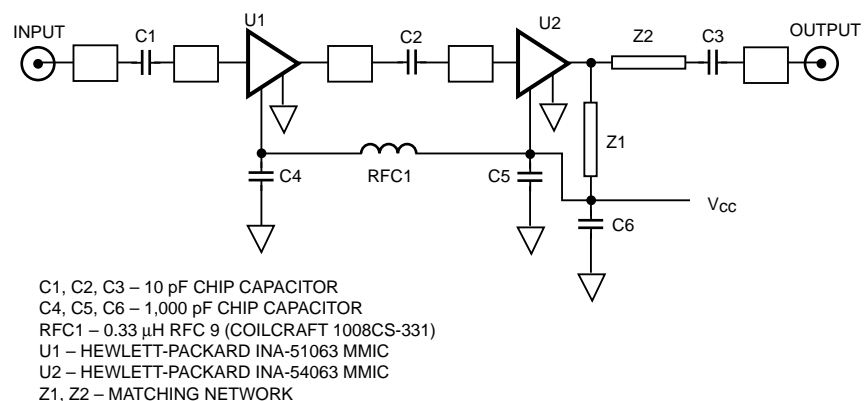 INPUT
C1
U1
C2
U2
Z2
C3
OUTPUT
Z1
C4
RFC1
C5
VCC
C6
C1, C2, C3 – 10 pF CHIP CAPACITOR
C4, C5, C6 – 1,000 pF CHIP CAPACITOR
RFC1 – 0.33 µH RFC 9 (COILCRAFT 1008CS-331)
U1 – HEWLETT-PACKARD INA-51063 MMIC
U2 – HEWLETT-PACKARD INA-54063 MMIC
Z1, Z2 – MATCHING NETWORK